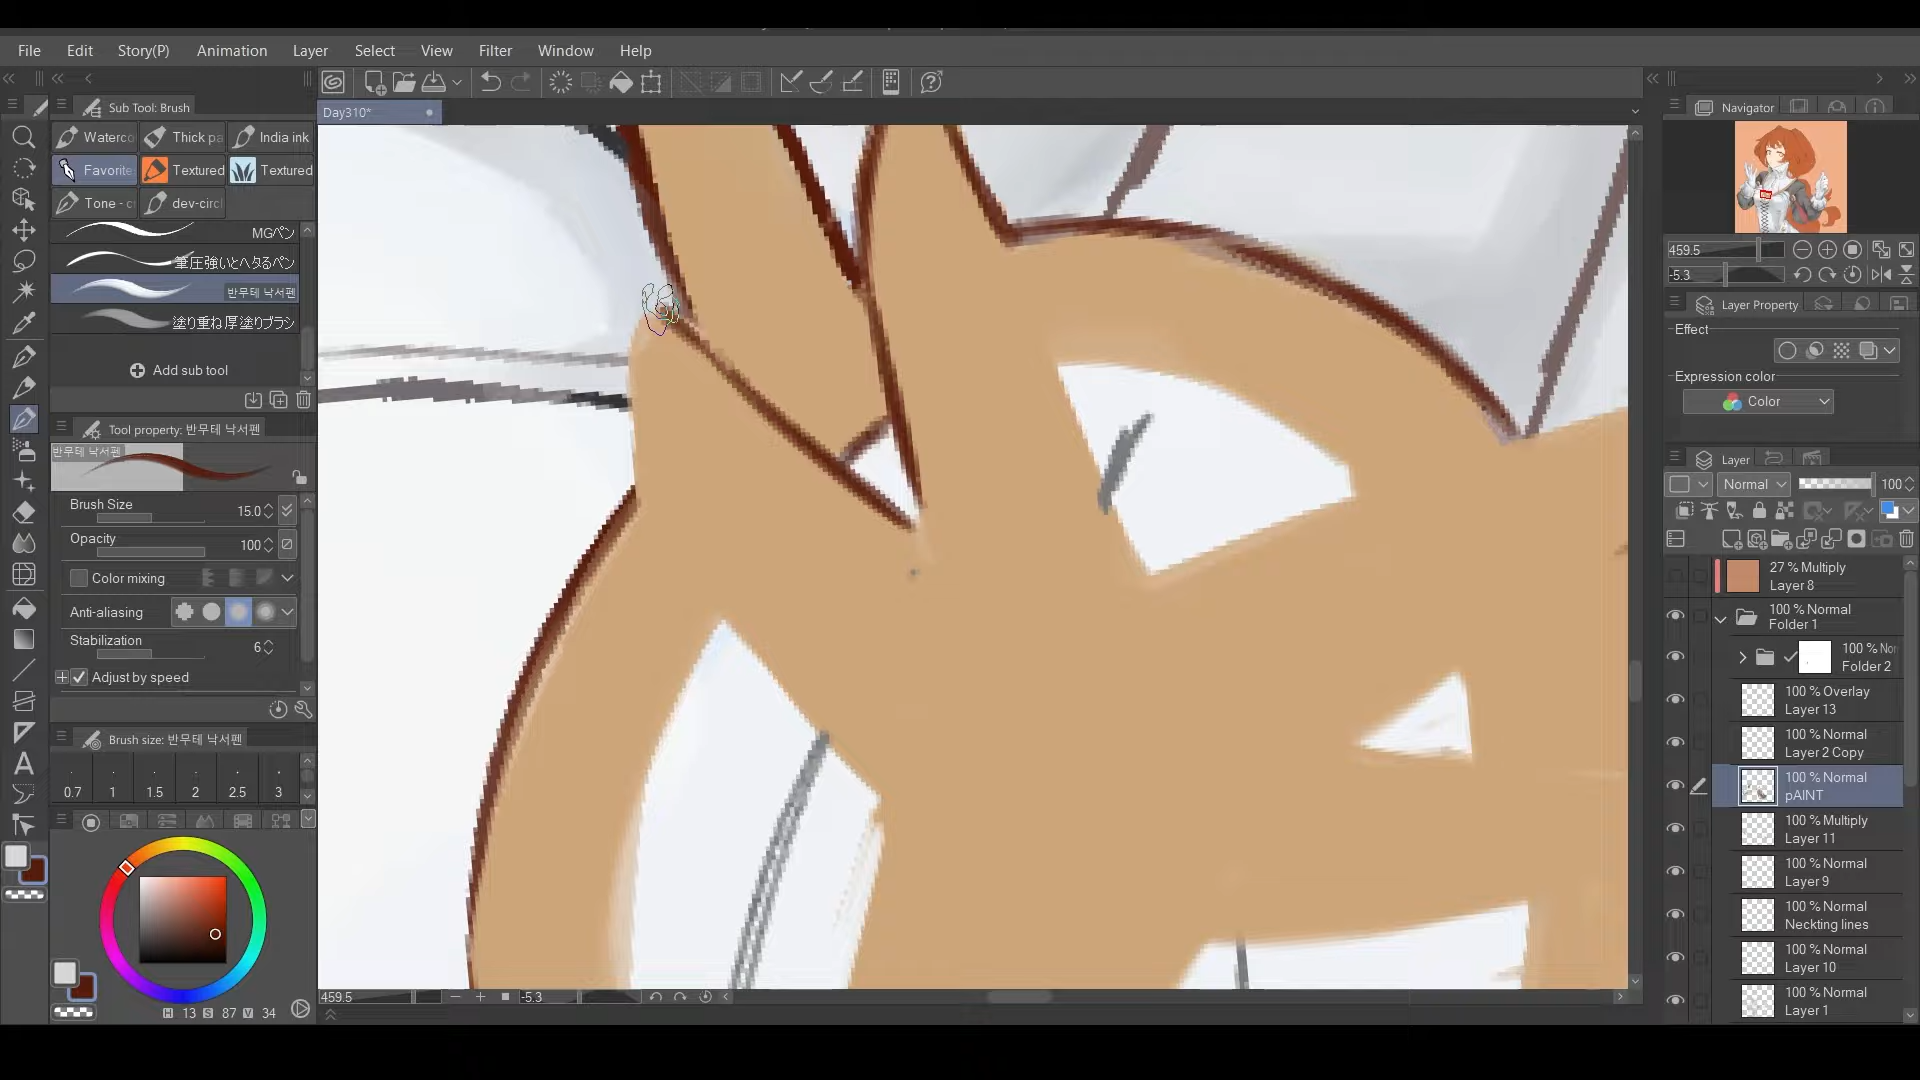 File Edit Story(P) Animation Layer Select View Filter Window Help
Sub Tool: Brush
Day310*
Navigator
Waterco Thick pa India ink
Favorite Textured Textured
Tone - c dev-circ
MGペン
筆圧強いとヘタるペン
반무테 낙서펜
塗り重ね厚塗りブラシ
Add sub tool
Tool property: 반무테 낙서펜
반무테 낙서펜
Brush Size 15.0
Opacity 100
Color mixing
Anti-aliasing
Stabilization 6
Adjust by speed
Brush size: 반무테 낙서펜
0.7 1 1.5 2 2.5 3
H 13 S 87 V 34
459.5 -5.3
459.5
-5.3
Layer Property
Effect
Expression color
Color
Layer
Normal 100
27 % Multiply
Layer 8
100 % Normal
Folder 1
100 % Nor
Folder 2
100 % Overlay
Layer 13
100 % Normal
Layer 2 Copy
100 % Normal
pAINT
100 % Multiply
Layer 11
100 % Normal
Layer 9
100 % Normal
Neckting lines
100 % Normal
Layer 10
100 % Normal
Layer 1